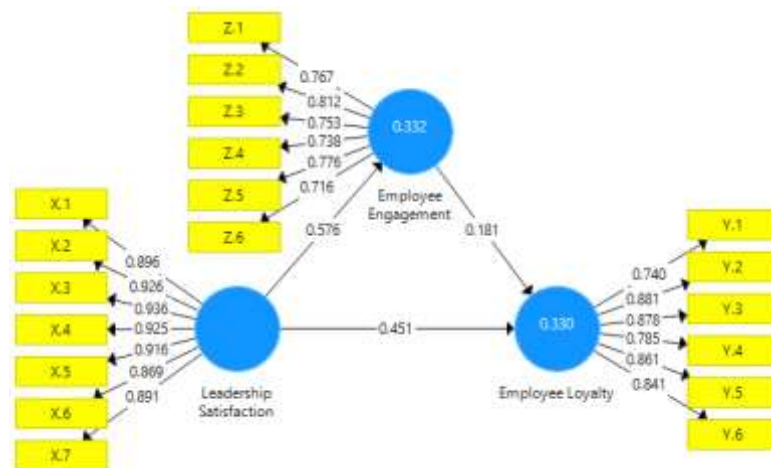 Z.1
Z.2
Z.3
Z.4
Z.5
Z.6
0.767
0.812
0.753
0.738
0.776
0.716
0.332
Employee
Engagement
0.576
0.181
X.1
X.2
X.3
X.4
X.5
X.6
X.7
0.896
0.926
0.936
0.925
0.916
0.869
0.891
Leadership
Satisfaction
0.451
0.330
Employee Loyalty
0.740
0.881
0.878
0.785
0.861
0.841
Y.1
Y.2
Y.3
Y.4
Y.5
Y.6